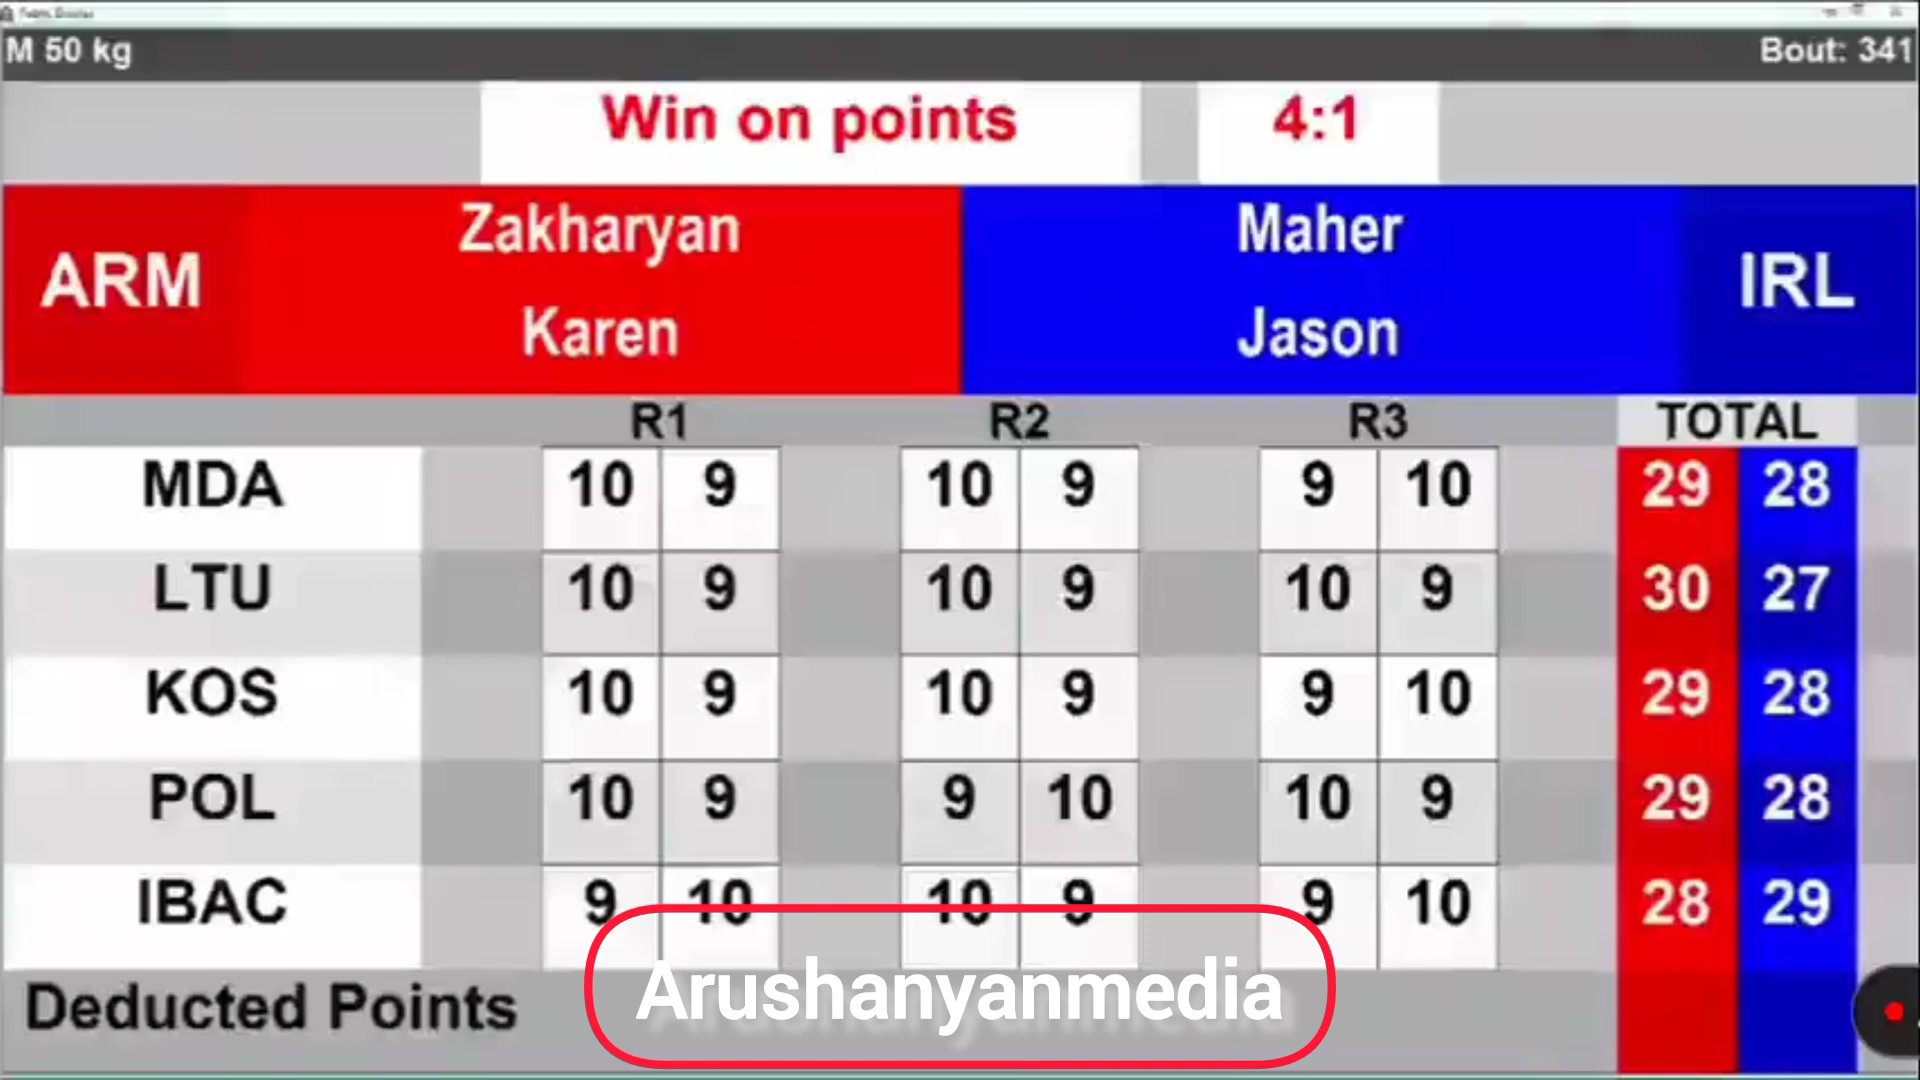 M 50 kg Bout: 341
Win on points 4:1
ARM Zakharyan Karen Maher Jason IRL
R1 R2 R3 TOTAL
MDA 10 9 10 9 9 10 29 28
LTU 10 9 10 9 10 9 30 27
KOS 10 9 10 9 9 10 29 28
POL 10 9 9 10 10 9 29 28
IBAC 9 10 10 9 9 10 28 29
Deducted Points
Arushanyanmedia